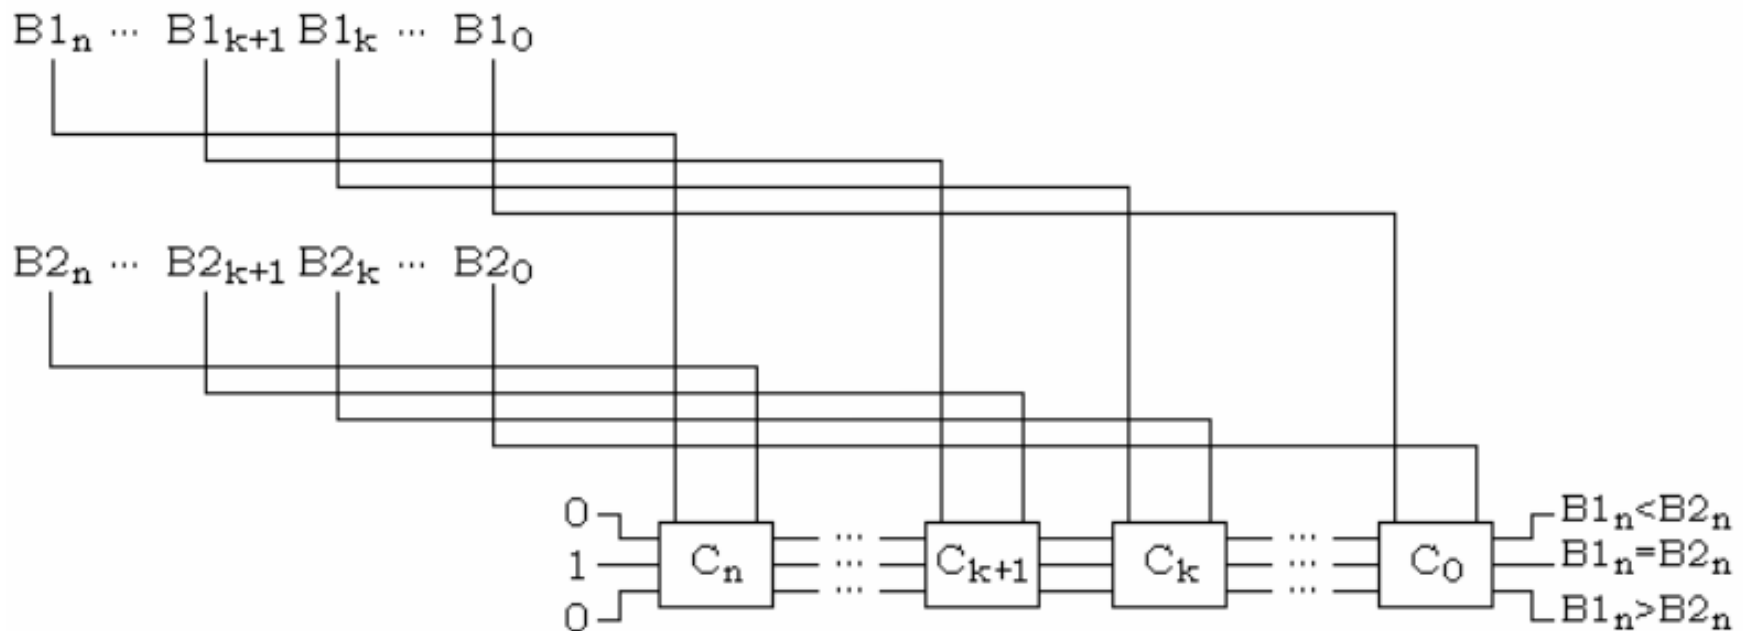 B1ₙ ··· B1ₖ₊₁ B1ₖ ··· B1₀
B2ₙ ··· B2ₖ₊₁ B2ₖ ··· B2₀
0
1
0
Cₙ ··· Cₖ₊₁ Cₖ ··· C₀
B1ₙ<B2ₙ
B1ₙ=B2ₙ
B1ₙ>B2ₙ